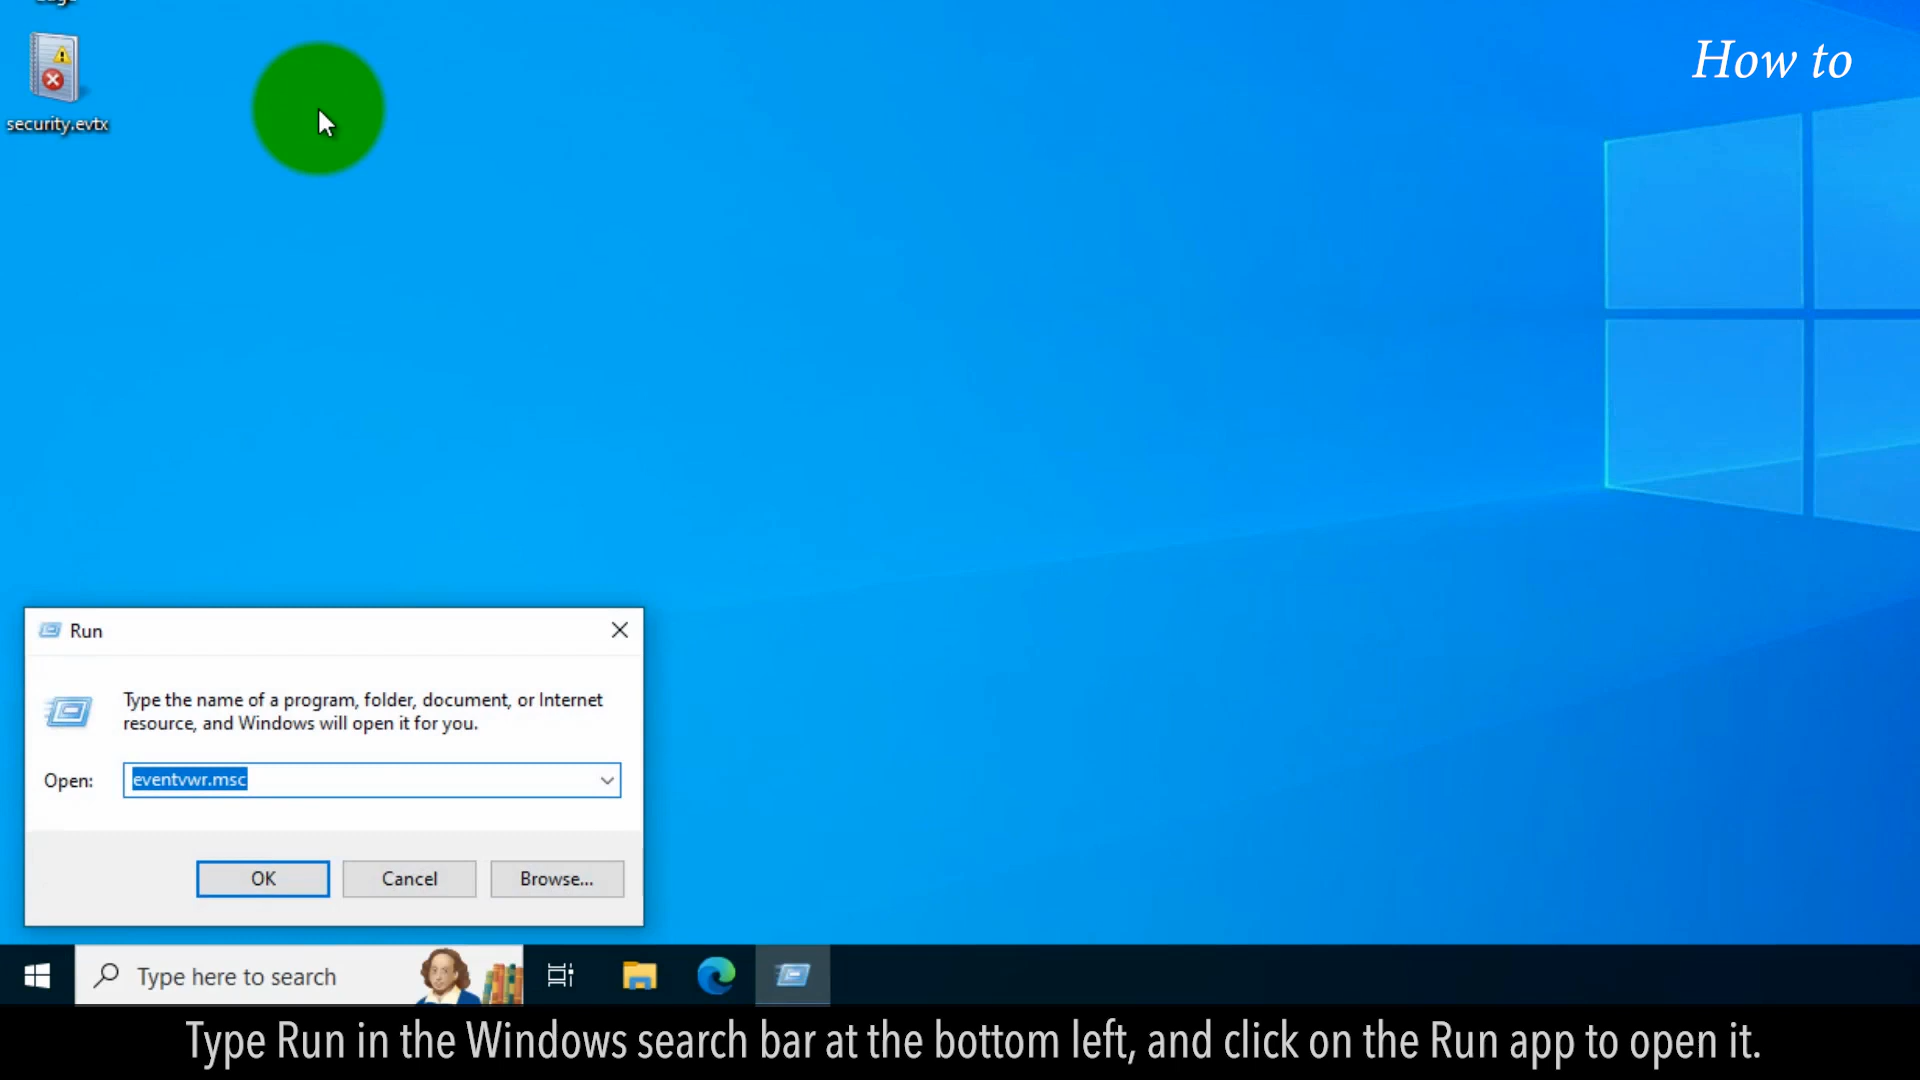 How to
security.evtx
Run
Type the name of a program, folder, document, or Internet
resource, and Windows will open it for you.
Open:
eventvwr.msc
OK
Cancel
Browse...
Type here to search
Type Run in the Windows search bar at the bottom left, and click on the Run app to open it.